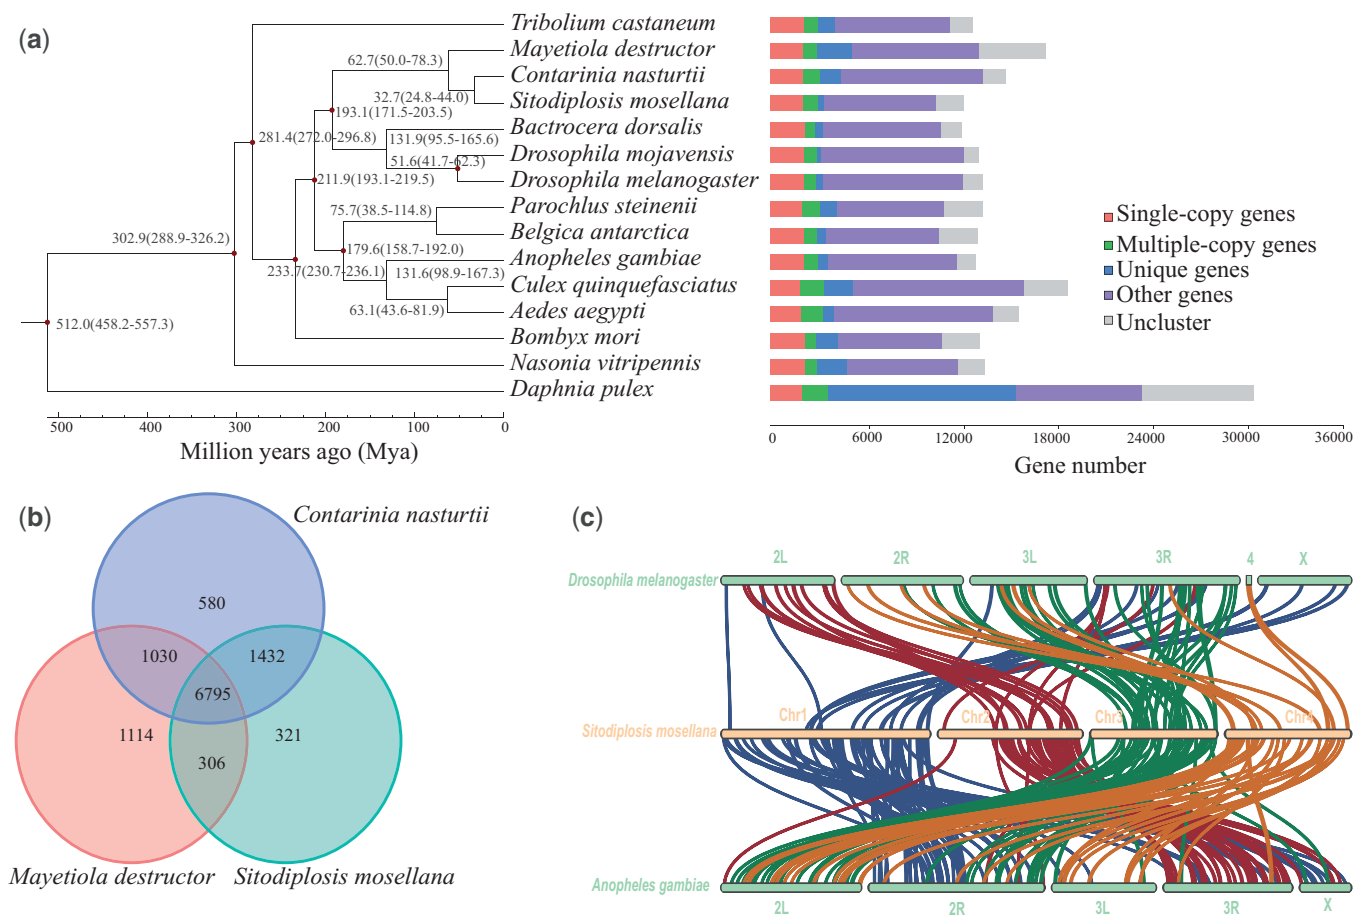 (a)
Tribolium castaneum
Mayetiola destructor
62.7(50.0-78.3)
Contarinia nasturtii
32.7(24.8-44.0)
Sitodiplosis mosellana
193.1(171.5-203.5)
Bactrocera dorsalis
281.4(272.0-296.8)
131.9(95.5-165.6)
Drosophila mojavensis
51.6(41.7-62.3)
Drosophila melanogaster
211.9(193.1-219.5)
Parochlus steinenii
75.7(38.5-114.8)
Belgica antarctica
302.9(288.9-326.2)
179.6(158.7-192.0)
Anopheles gambiae
233.7(230.7-236.1)
131.6(98.9-167.3)
Culex quinquefasciatus
63.1(43.6-81.9)
Aedes aegypti
512.0(458.2-557.3)
Bombyx mori
Nasonia vitripennis
Daphnia pulex
500 400 300 200 100 0
Million years ago (Mya)
Single-copy genes
Multiple-copy genes
Unique genes
Other genes
Uncluster
0 6000 12000 18000 24000 30000 36000
Gene number
(b)
Contarinia nasturtii
580
1030 1432
6795
1114 321
306
Mayetiola destructor Sitodiplosis mosellana
(c)
2L 2R 3L 3R 4 X
Drosophila melanogaster
Chr1 Chr2 Chr3 Chr4
Sitodiplosis mosellana
Anopheles gambiae
2L 2R 3L 3R X